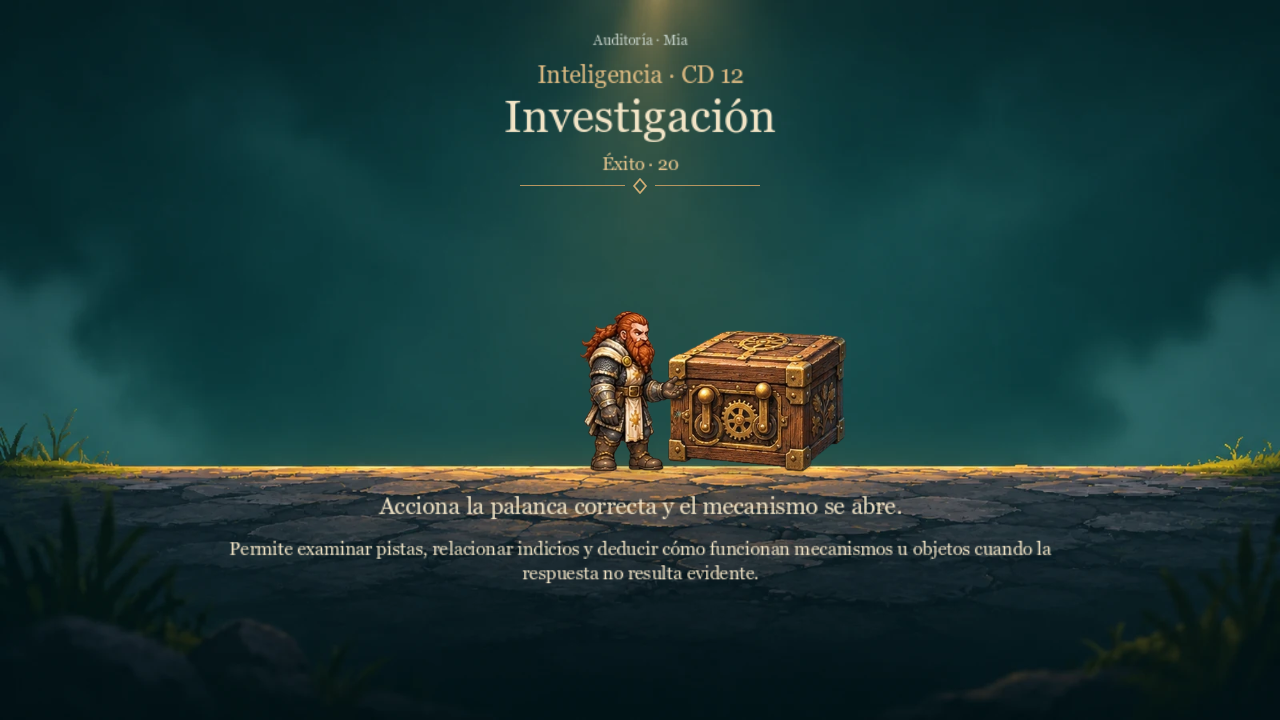 Auditoría · Mia
Inteligencia · CD 12
Investigación
Éxito · 20
Acciona la palanca correcta y el mecanismo se abre.
Permite examinar pistas, relacionar indicios y deducir cómo funcionan mecanismos u objetos cuando la
respuesta no resulta evidente.